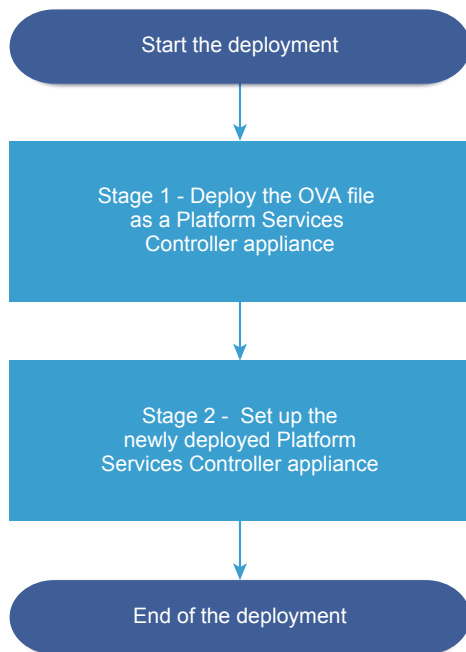 Start the deployment
Stage 1 - Deploy the OVA file
as a Platform Services
Controller appliance
Stage 2 -  Set up the
newly deployed Platform
Services Controller appliance
End of the deployment